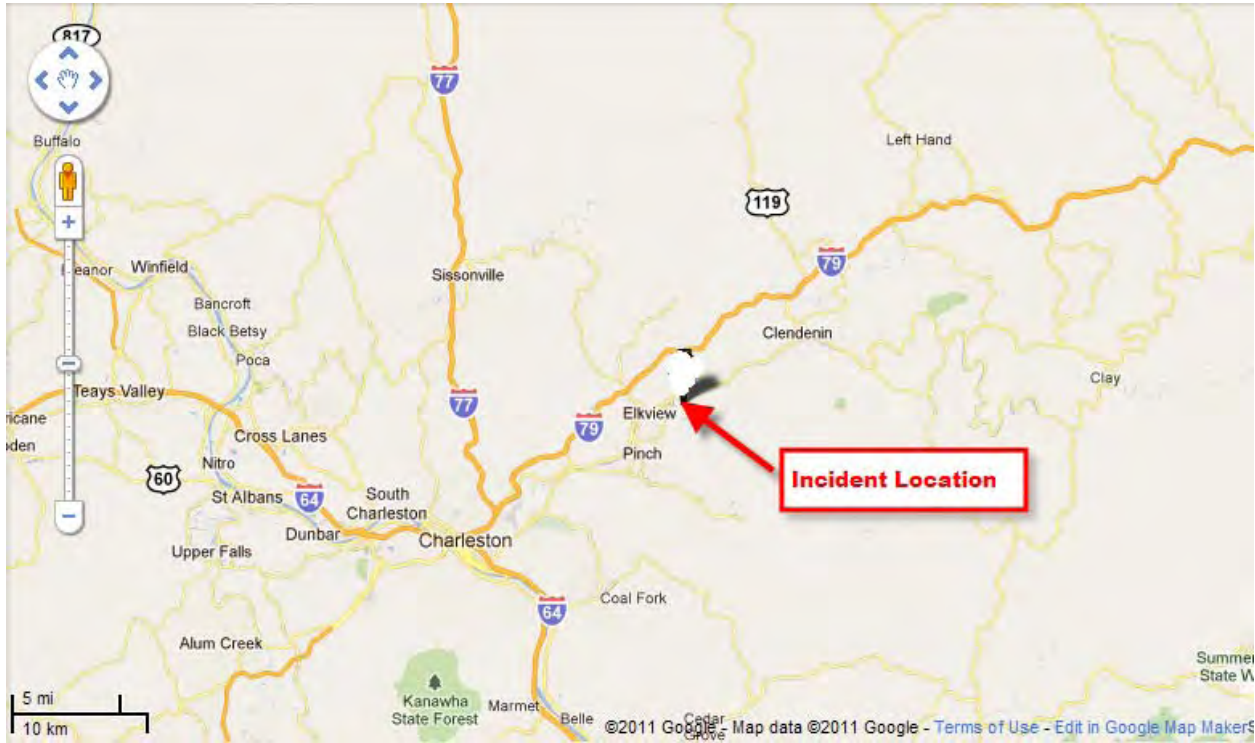 817
77
Buffalo
Left Hand
119
79
Winfield
Sissonville
Bancroft
Black Betsy
Clendenin
Poca
Clay
Teays Valley
77
Elkview
79
Cross Lanes
Pinch
Nitro
60
Incident Location
64
St Albans
South
Charleston
Dunbar
Charleston
Upper Falls
Coal Fork
64
Alum Creek
5 mi
10 km
Kanawha
State Forest
Marmet
Belle
Cedar
Grove
©2011 Google - Map data ©2011 Google - Terms of Use - Edit in Google Map Maker